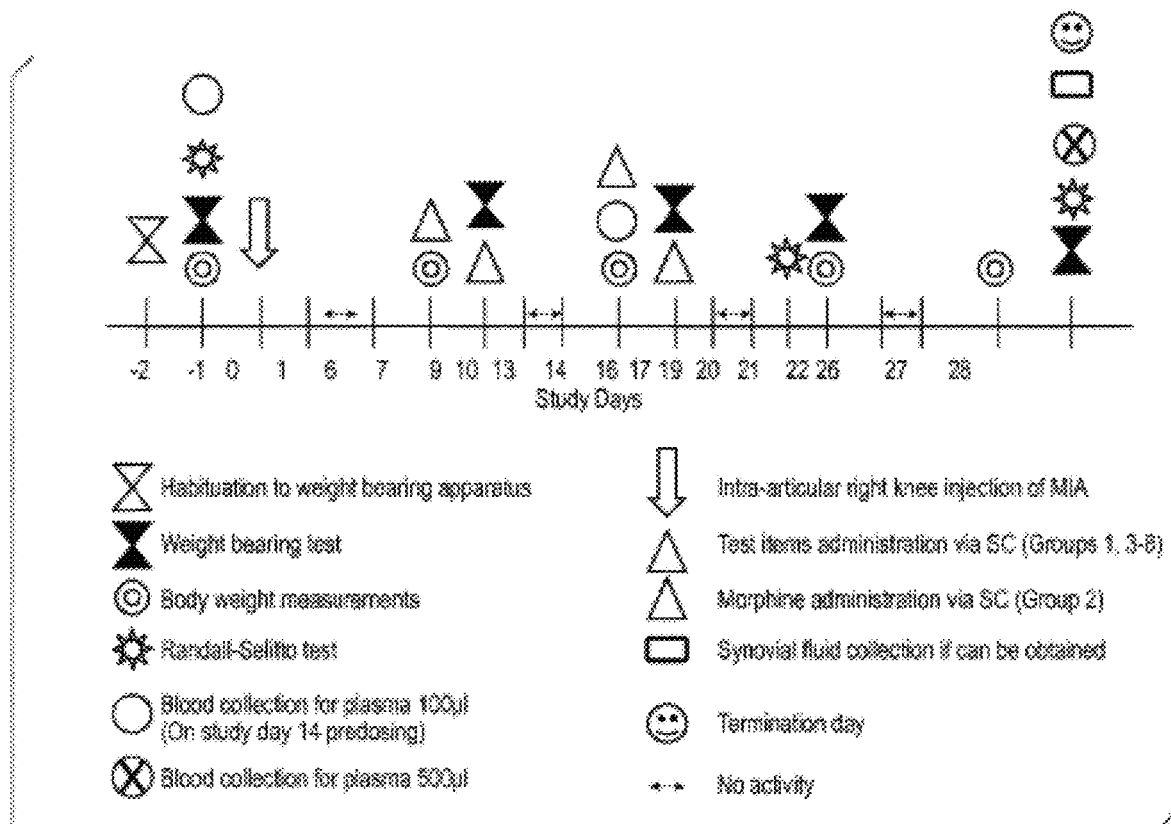 -2 -1 0 1 6 7 9 10 13 14 16 17 19 20 21 22 26 27 28
Study Days
Habituation to weight bearing apparatus
Weight bearing test
Body weight measurements
Randall-Selitto test
Blood collection for plasma 100µl
(On study day 14 predosing)
Blood collection for plasma 500µl
Intra-articular right knee injection of MIA
Test items administration via SC (Groups 1, 3-8)
Morphine administration via SC (Group 2)
Synovial fluid collection if can be obtained
Termination day
No activity